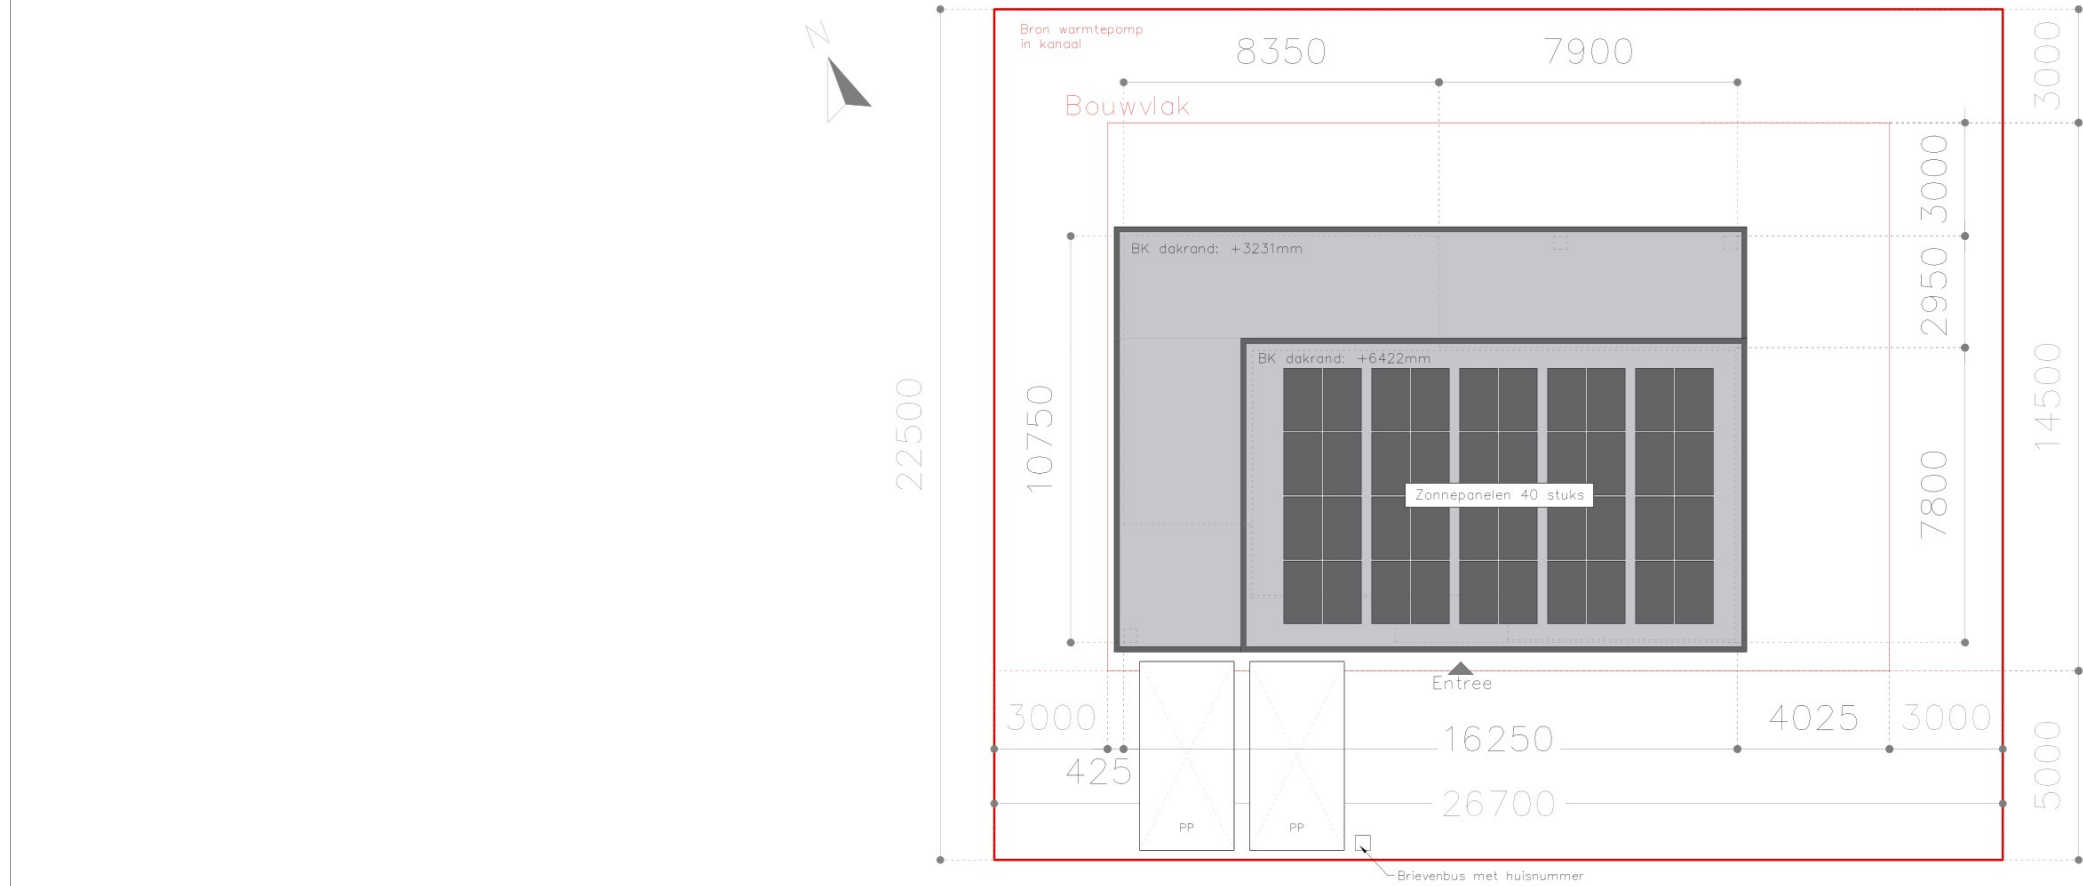 N
Bron warmtepomp
in kanaal
8350
7900
3000
Bouwvlak
3000
BK dakrand: +3231mm
2950
BK dakrand: +6422mm
22500
10750
14500
7800
Zonnepanelen 40 stuks
Entree
3000
425
16250
4025
3000
26700
5000
PP
PP
Brievenbus met huisnummer